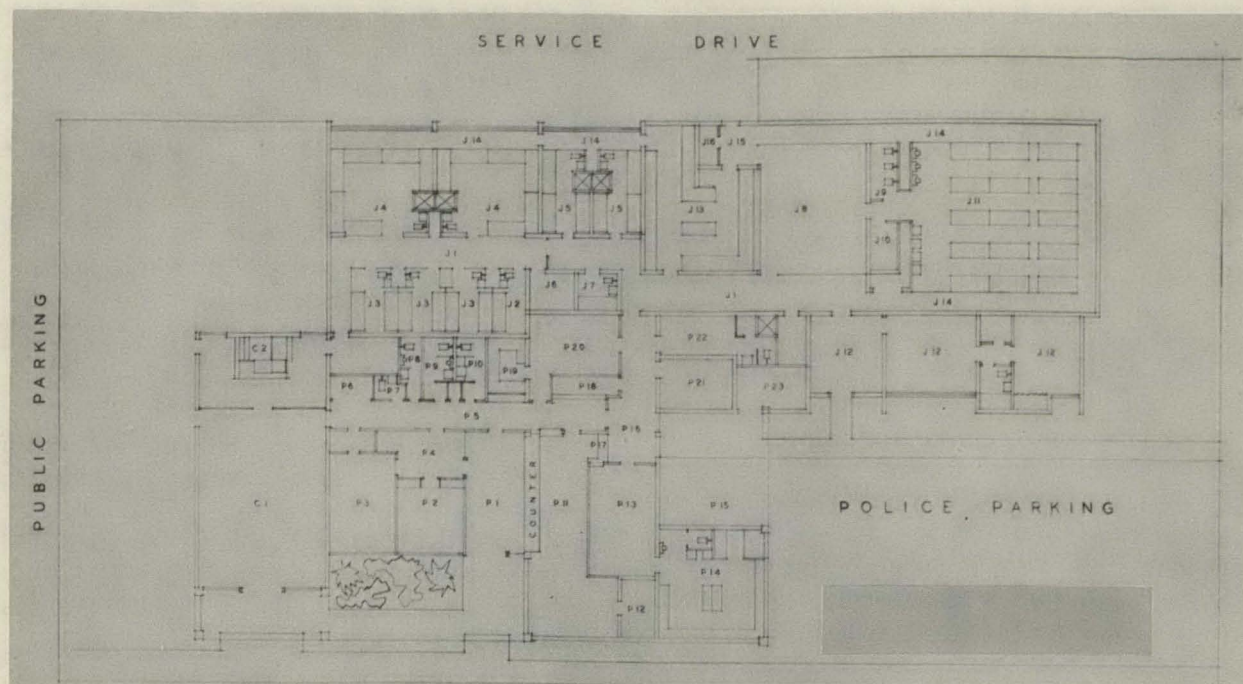 SERVICE DRIVE
J14 J14 J16 J15 J14
J4 J4 J5 J5 J13 J8 J9 J11
J10
J1
J3 J3 J3 J2 J6 J7 J1 J14
PUBLIC PARKING
C2 P8 P9 P10 P19 P20 P22 J12 J12 J12
P6 P7 P18 P21 P23
P5 P16
P4 P17
C1 P3 P2 P1 COUNTER P11 P13 P15
POLICE PARKING
P14
P12